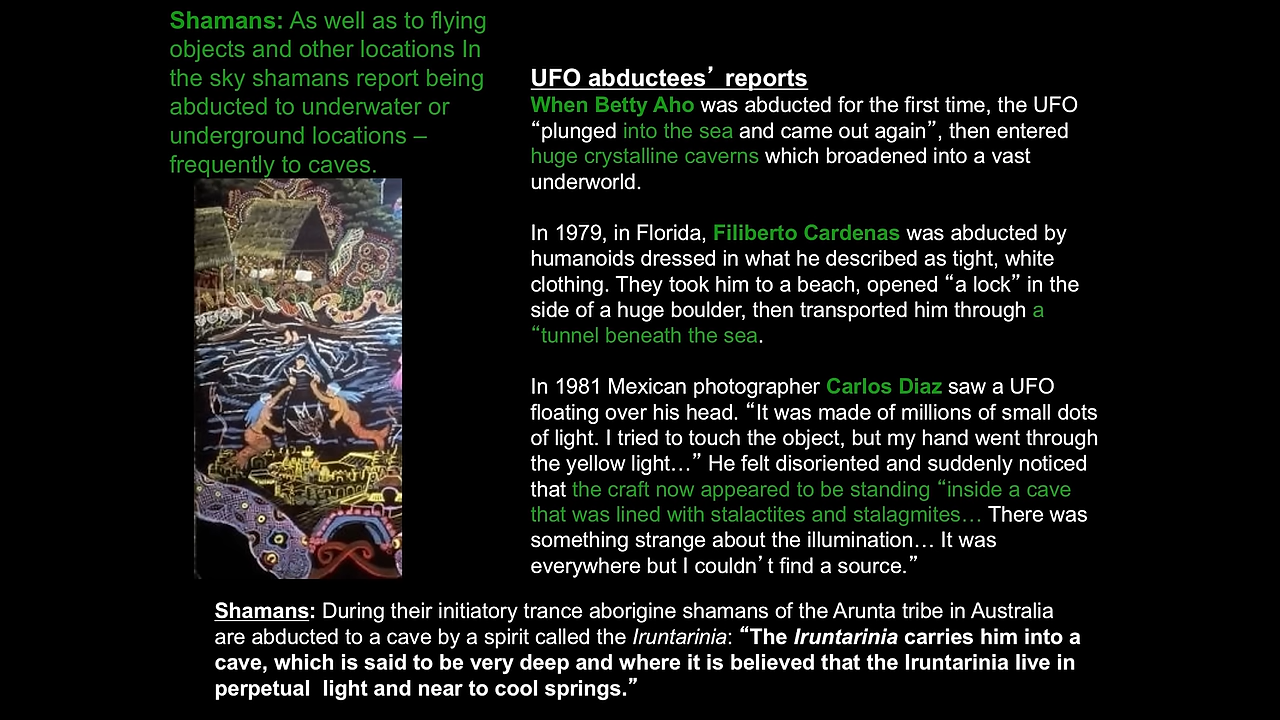 Shamans: As well as to flying
objects and other locations In
the sky shamans report being
abducted to underwater or
underground locations –
frequently to caves.
UFO abductees’ reports
When Betty Aho was abducted for the first time, the UFO
“plunged into the sea and came out again”, then entered
huge crystalline caverns which broadened into a vast
underworld.
In 1979, in Florida, Filiberto Cardenas was abducted by
humanoids dressed in what he described as tight, white
clothing. They took him to a beach, opened “a lock” in the
side of a huge boulder, then transported him through a
“tunnel beneath the sea.
In 1981 Mexican photographer Carlos Diaz saw a UFO
floating over his head. “It was made of millions of small dots
of light. I tried to touch the object, but my hand went through
the yellow light…” He felt disoriented and suddenly noticed
that the craft now appeared to be standing “inside a cave
that was lined with stalactites and stalagmites… There was
something strange about the illumination… It was
everywhere but I couldn’t find a source.”
Shamans: During their initiatory trance aborigine shamans of the Arunta tribe in Australia
are abducted to a cave by a spirit called the Iruntarinia: “The Iruntarinia carries him into a
cave, which is said to be very deep and where it is believed that the Iruntarinia live in
perpetual light and near to cool springs.”